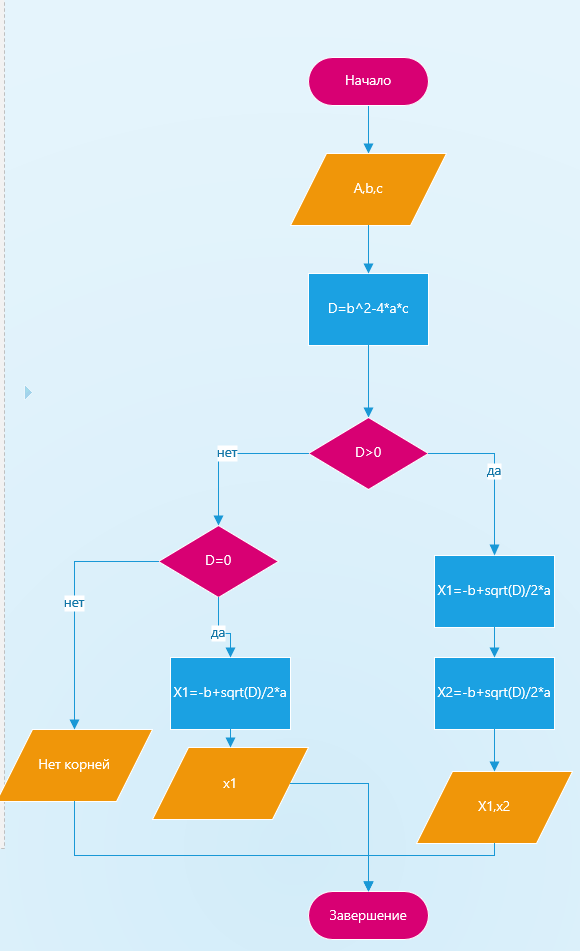 Начало
A,b,c
D=b^2-4*a*c
D>0
нет
да
D=0
нет
да
X1=-b+sqrt(D)/2*a
X2=-b+sqrt(D)/2*a
X1=-b+sqrt(D)/2*a
Нет корней
x1
X1,x2
Завершение